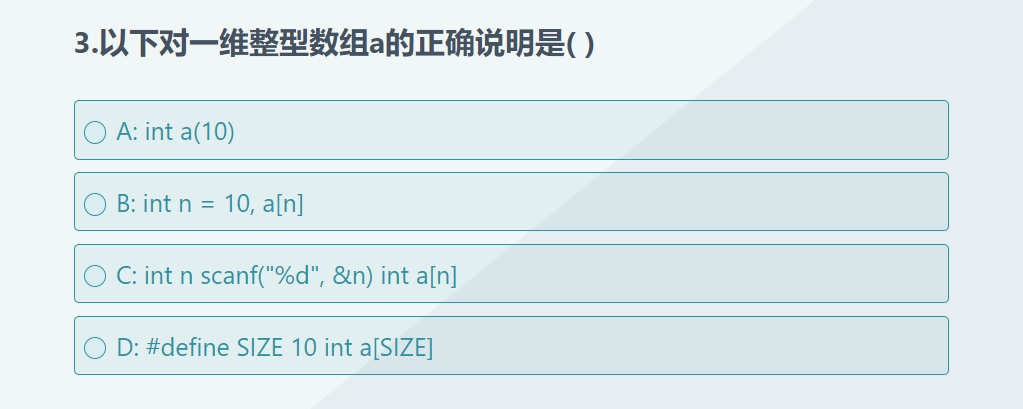 3.以下对一维整型数组a的正确说明是( )
A: int a(10)
B: int n = 10, a[n]
C: int n scanf("%d", &n) int a[n]
D: #define SIZE 10 int a[SIZE]